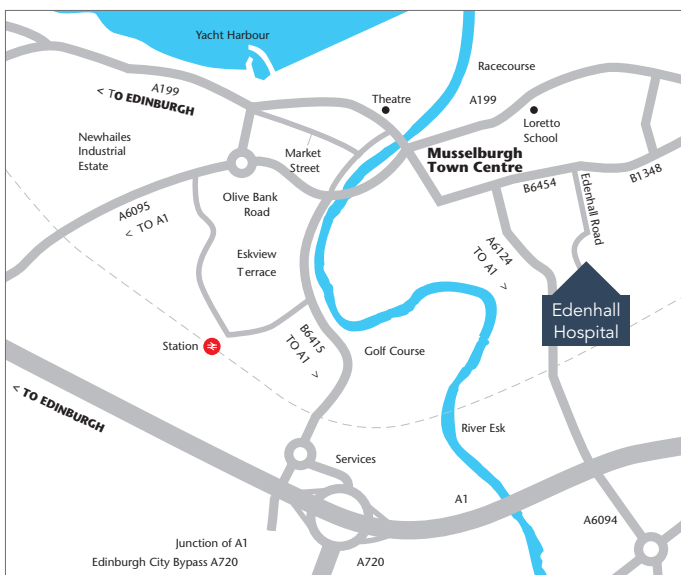 Yacht Harbour
Racecourse
A199
< TO EDINBURGH
Theatre
A199
Loretto
School
Newhailes
Industrial
Estate
Market
Street
Musselburgh
Town Centre
B6454
B1348
Edenhall Road
A6095
< TO A1
Olive Bank
Road
Eskview
Terrace
A6124
TO A1 >
Edenhall
Hospital
Station
B6415
TO A1 >
Golf Course
< TO EDINBURGH
River Esk
Services
A1
A6094
Junction of A1
Edinburgh City Bypass A720
A720